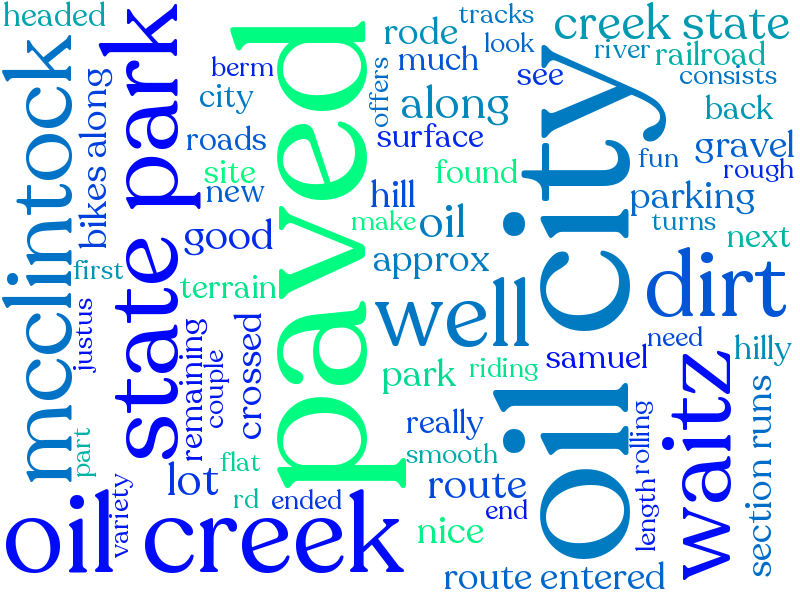 headed
mcclintock
bikes along
state park
berm
city
roads
site
new
good
first
terrain
justus
remaining
couple
crossed
part
variety
flat
lot
rd
ended
oil creek
paved
offers
rode
much
surface
along
tracks
look
see
creek state
river
railroad
consists
back
gravel
fun
rough
found
hill
make
oil
approx
parking
turns
next
well
oil city
dirt
need
hilly
samuel
park
riding
really
smooth
route
nice
end
length
rolling
waitz
section runs
route entered